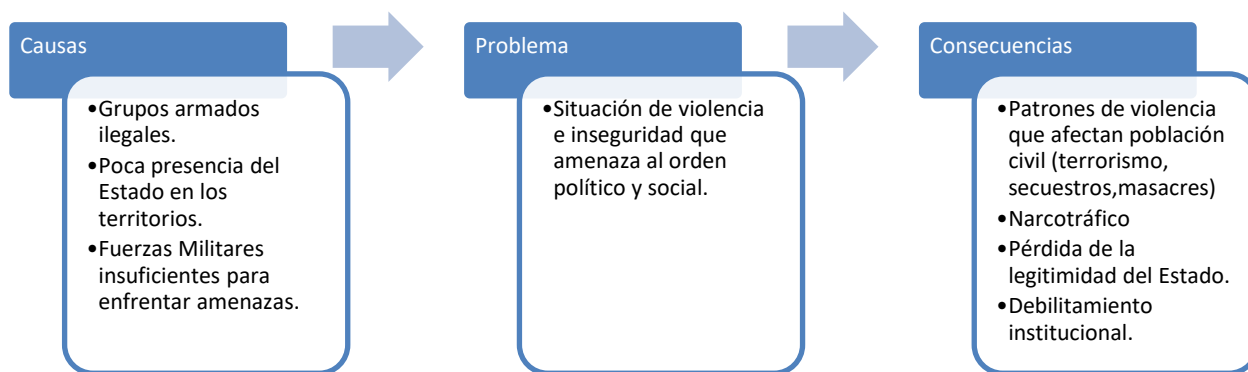 Causas
•Grupos armados
ilegales.
•Poca presencia del
Estado en los
territorios.
•Fuerzas Militares
insuficientes para
enfrentar amenazas.
Problema
•Situación de violencia
e inseguridad que
amenaza al orden
político y social.
Consecuencias
•Patrones de violencia
que afectan población
civil (terrorismo,
secuestros,masacres)
•Narcotráfico
•Pérdida de la
legitimidad del Estado.
•Debilitamiento
institucional.